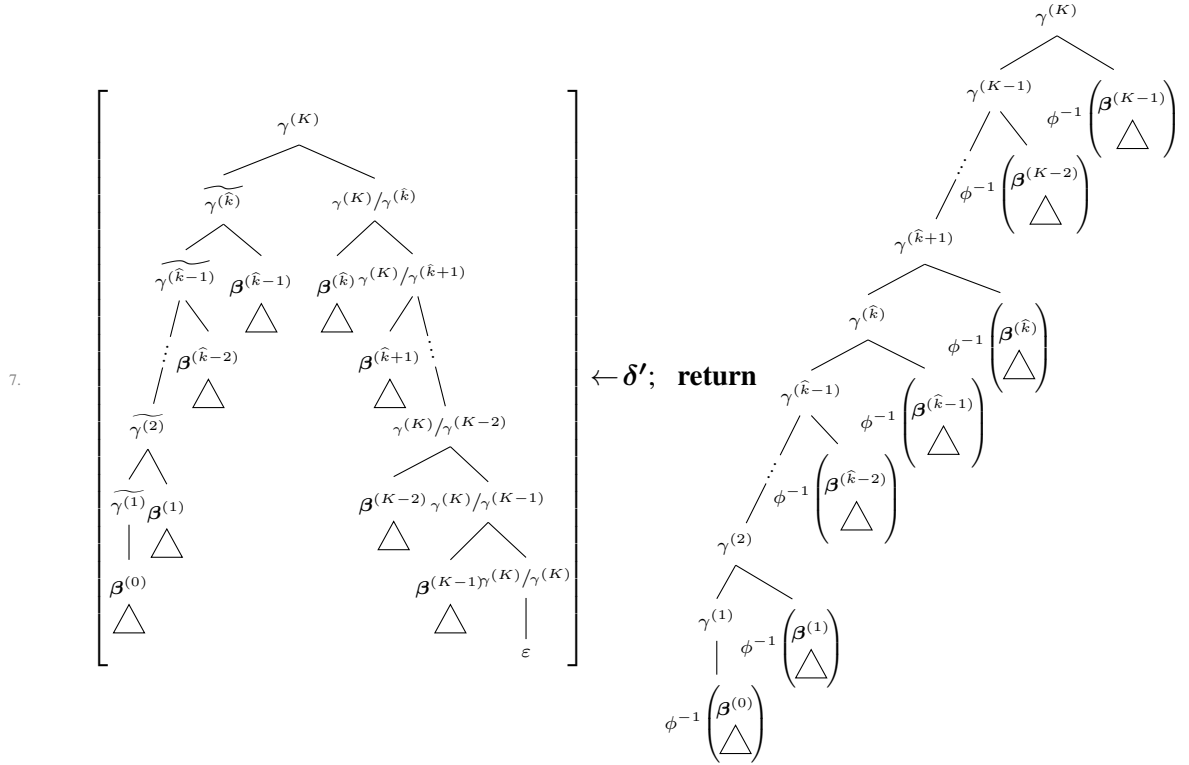 γ^(K)
γ^(K−1) ϕ^−1 (β^(K−1))
⋮ ϕ^−1 (β^(K−2))
γ^(k̂+1)
γ^(k̂) ϕ^−1 (β^(k̂))
γ^(k̂−1) ϕ^−1 (β^(k̂−1))
⋮ ϕ^−1 (β^(k̂−2))
γ^(2)
γ^(1) ϕ^−1 (β^(1))
ϕ^−1 (β^(0))
γ^(K)
γ^(k̂)~ γ^(K)/γ^(k̂)
γ^(k̂−1)~ β^(k̂−1) β^(k̂) γ^(K)/γ^(k̂+1)
⋮ β^(k̂−2) β^(k̂+1) ⋮
7. ← δ′; return
γ^(2)~ γ^(K)/γ^(K−2)
γ^(1)~ β^(1) β^(K−2) γ^(K)/γ^(K−1)
β^(0) β^(K−1) γ^(K)/γ^(K)
ε